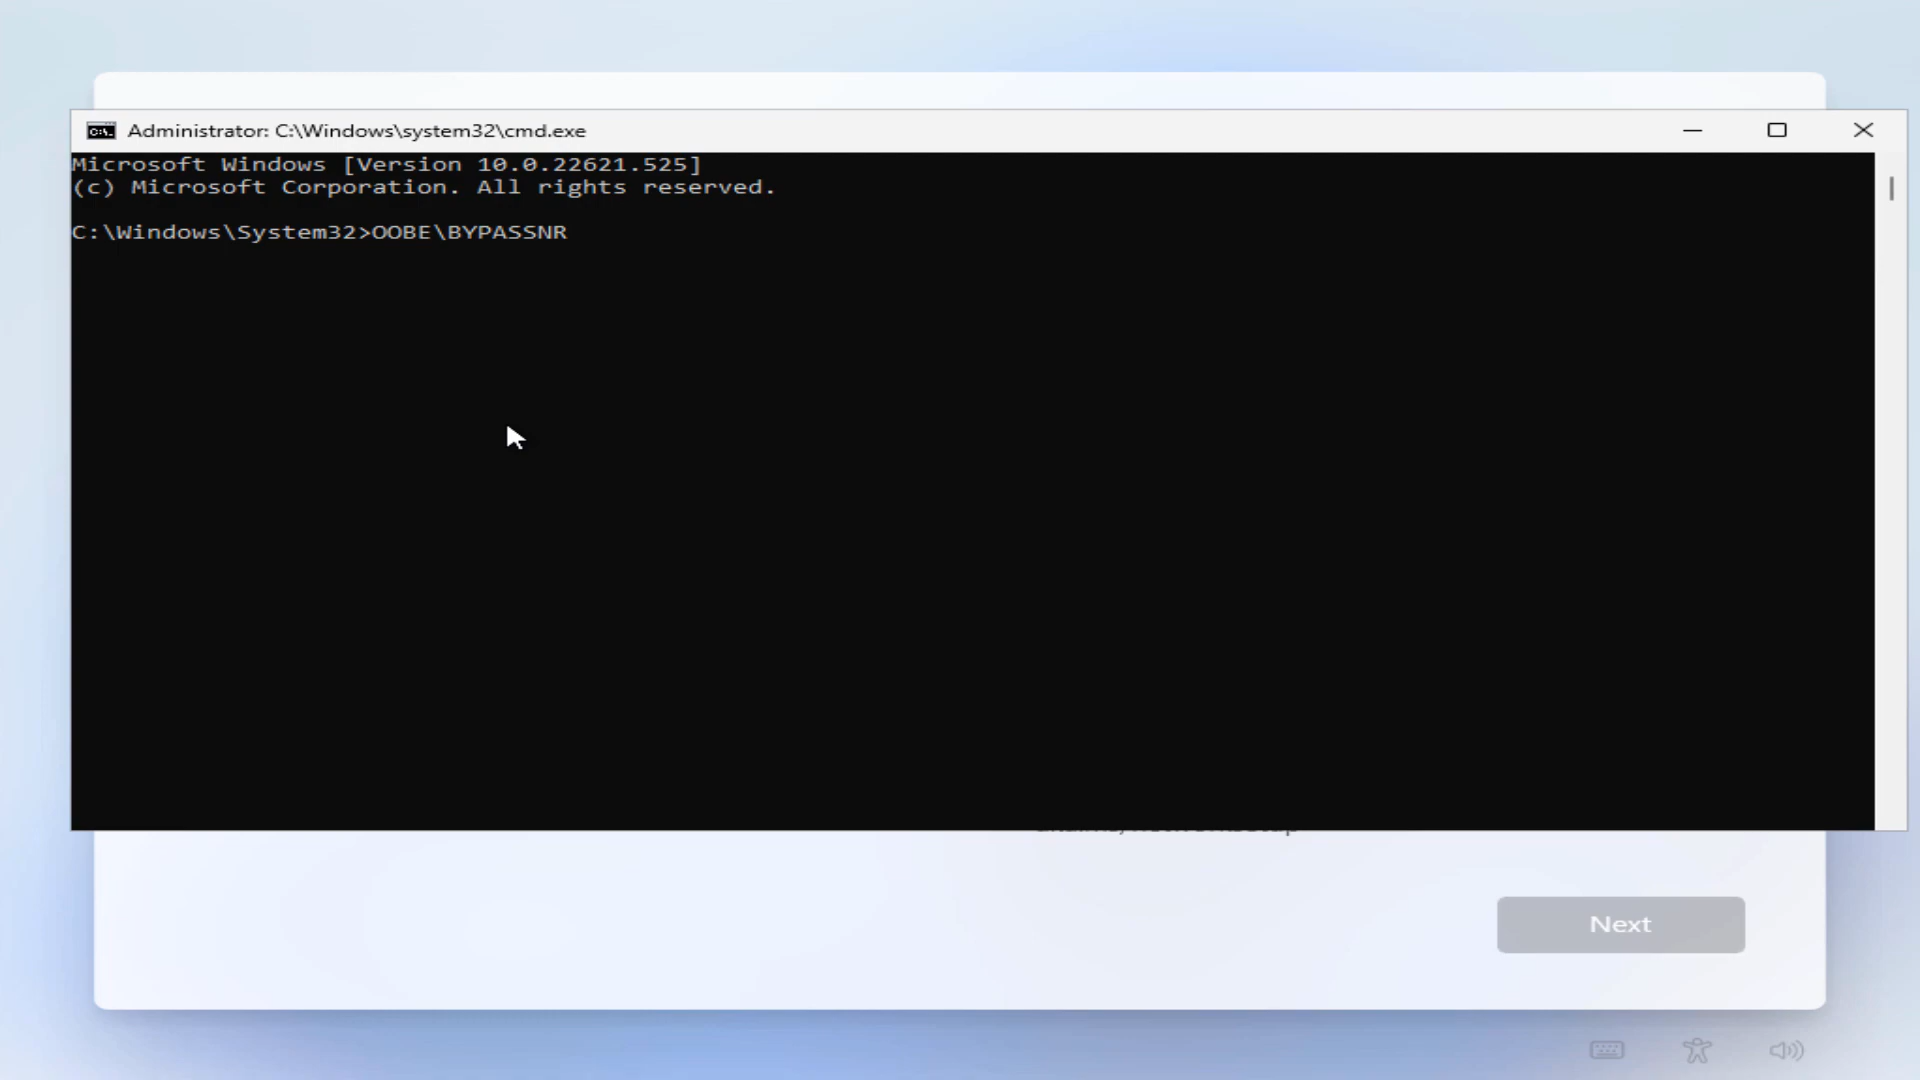 Administrator: C:\Windows\system32\cmd.exe
Microsoft Windows [Version 10.0.22621.525]
(c) Microsoft Corporation. All rights reserved.
C:\Windows\System32>OOBE\BYPASSNR
Next